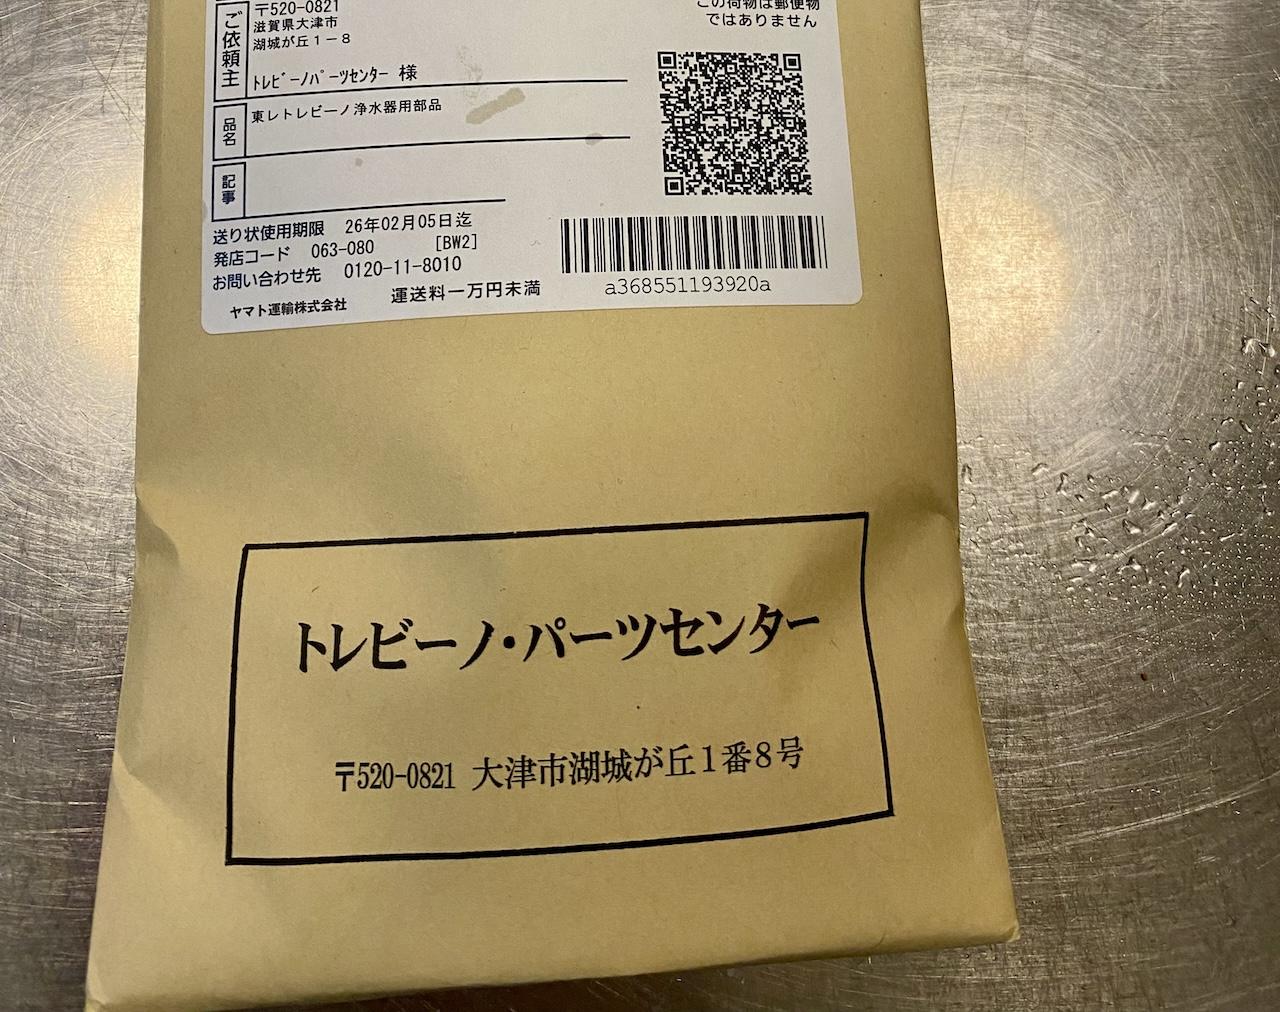 ご依頼主
〒520-0821
滋賀県大津市
湖城が丘1-8
ﾄﾚﾋﾞｰﾉﾊﾟｰﾂｾﾝﾀｰ 様
この荷物は郵便物
ではありません
品名
東レトレビーノ浄水器用部品
記事
送り状使用期限 26年02月05日迄
発店コード 063-080 [BW2]
お問い合わせ先 0120-11-8010
ヤマト運輸株式会社 運送料一万円未満
a368551193920a
トレビーノ・パーツセンター
〒520-0821 大津市湖城が丘1番8号